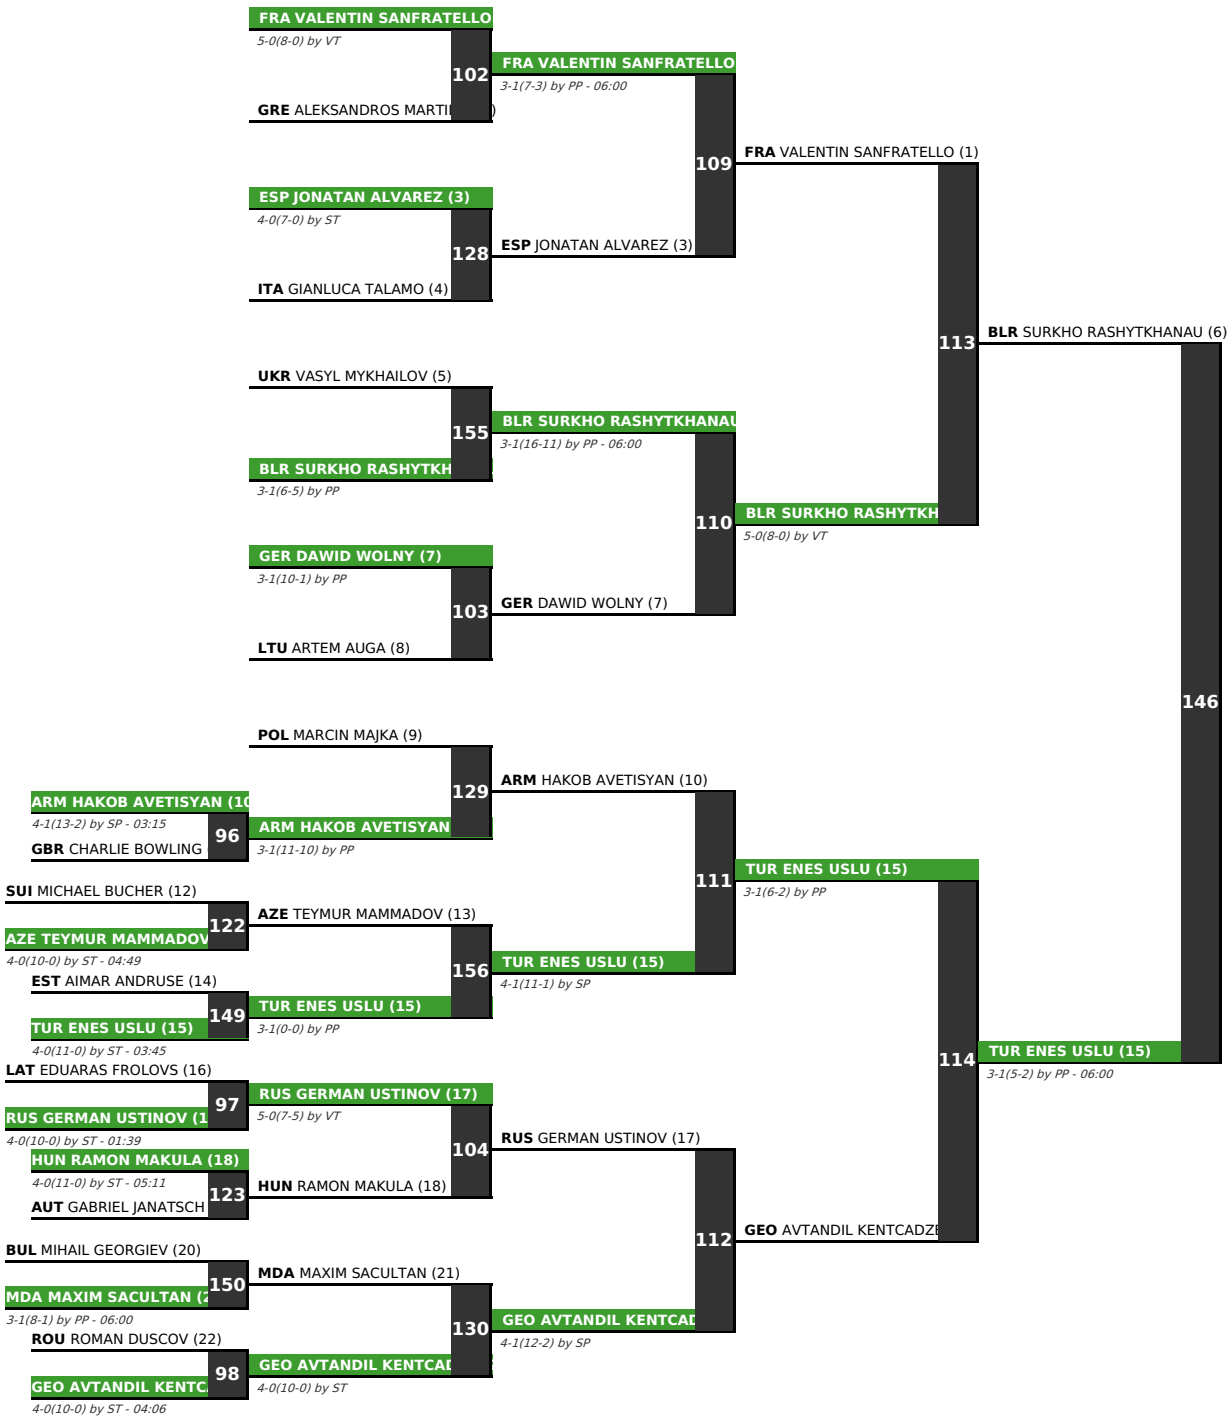 FRA VALENTIN SANFRATELLO
5-0(8-0) by VT
102
GRE ALEKSANDROS
FRA VALENTIN SANFRATELLO
3-1(7-3) by PP - 06:00
109
FRA VALENTIN SANFRATELLO (1)
ESP JONATAN ALVAREZ (3)
4-0(7-0) by ST
128
ITA GIANLUCA TALAMO (4)
ESP JONATAN ALVAREZ (3)
113
BLR SURKHO RASHYTKHANAU (6)
UKR VASYL MYKHAILOV (5)
155
BLR SURKHO RASHYTKH
3-1(6-5) by PP
BLR SURKHO RASHYTKHANAU
3-1(16-11) by PP - 06:00
110
BLR SURKHO RASHYTKH
5-0(8-0) by VT
GER DAWID WOLNY (7)
3-1(10-1) by PP
103
LTU ARTEM AUGA (8)
GER DAWID WOLNY (7)
146
POL MARCIN MAJKA (9)
129
ARM HAKOB AVETISYAN (10)
ARM HAKOB AVETISYAN (10
4-1(13-2) by SP - 03:15
96
GBR CHARLIE BOWLING
ARM HAKOB AVETISYAN
3-1(11-10) by PP
111
TUR ENES USLU (15)
3-1(6-2) by PP
SUI MICHAEL BUCHER (12)
122
AZE TEYMUR MAMMADOV
4-0(10-0) by ST - 04:49
AZE TEYMUR MAMMADOV (13)
156
TUR ENES USLU (15)
4-1(11-1) by SP
EST AIMAR ANDRUSE (14)
149
TUR ENES USLU (15)
4-0(11-0) by ST - 03:45
TUR ENES USLU (15)
3-1(0-0) by PP
114
TUR ENES USLU (15)
3-1(5-2) by PP - 06:00
LAT EDUARAS FROLOVS (16)
97
RUS GERMAN USTINOV (1
4-0(10-0) by ST - 01:39
RUS GERMAN USTINOV (17)
5-0(7-5) by VT
104
RUS GERMAN USTINOV (17)
HUN RAMON MAKULA (18)
4-0(11-0) by ST - 05:11
123
AUT GABRIEL JANATSCH
HUN RAMON MAKULA (18)
112
GEO AVTANDIL KENTCADZE
BUL MIHAIL GEORGIEV (20)
150
MDA MAXIM SACULTAN (2
3-1(8-1) by PP - 06:00
MDA MAXIM SACULTAN (21)
130
GEO AVTANDIL KENTCAD
4-1(12-2) by SP
ROU ROMAN DUSCOV (22)
98
GEO AVTANDIL KENTC
4-0(10-0) by ST - 04:06
GEO AVTANDIL KENTCAD
4-0(10-0) by ST